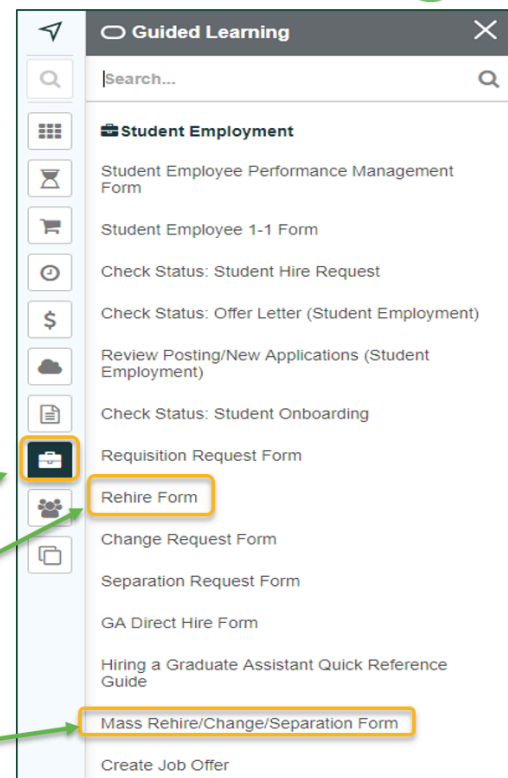 Guided Learning
Search...
Student Employment
Student Employee Performance Management
Form
Student Employee 1-1 Form
Check Status: Student Hire Request
Check Status: Offer Letter (Student Employment)
Review Posting/New Applications (Student
Employment)
Check Status: Student Onboarding
Requisition Request Form
Rehire Form
Change Request Form
Separation Request Form
GA Direct Hire Form
Hiring a Graduate Assistant Quick Reference
Guide
Mass Rehire/Change/Separation Form
Create Job Offer